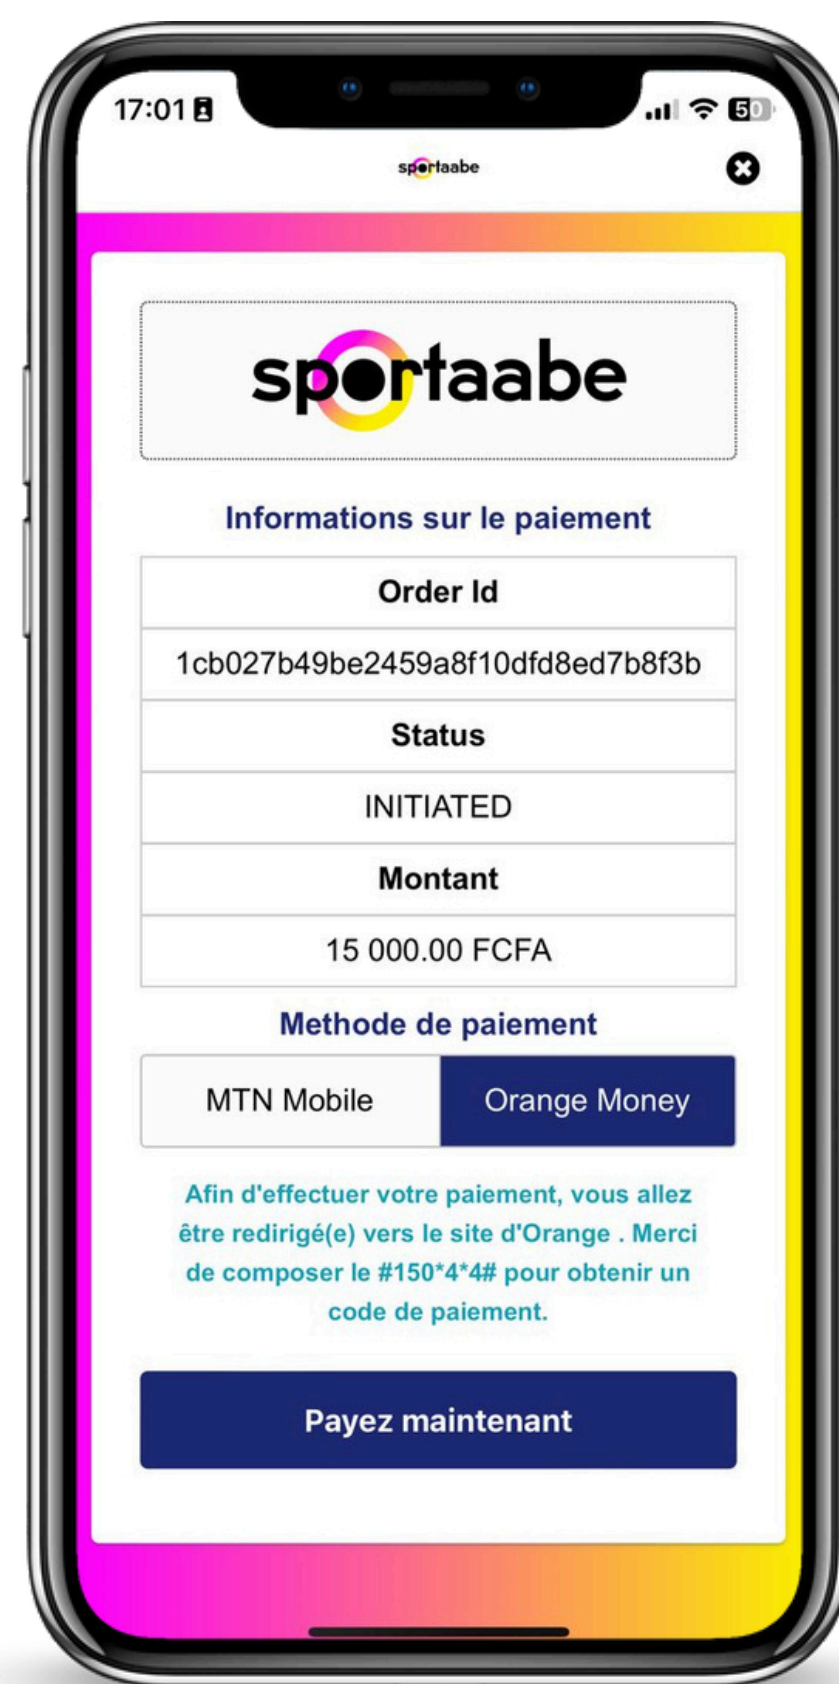 17:01
50
sportaabe
sportaabe
Informations sur le paiement
Order Id
1cb027b49be2459a8f10dfd8ed7b8f3b
Status
INITIATED
Montant
15 000.00 FCFA
Methode de paiement
MTN Mobile
Orange Money
Afin d'effectuer votre paiement, vous allez
être redirigé(e) vers le site d'Orange . Merci
de composer le #150*4*4# pour obtenir un
code de paiement.
Payez maintenant